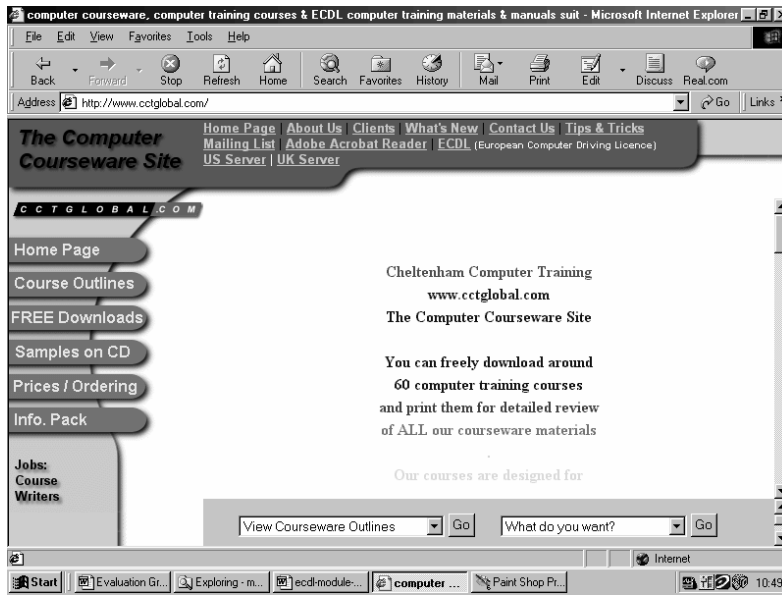 computer courseware, computer training courses & ECDL computer training materials & manuals suit - Microsoft Internet Explorer
File Edit View Favorites Tools Help
Back Forward Stop Refresh Home Search Favorites History Mail Print Edit Discuss Real.com
Address http://www.cctglobal.com/ Go Links
The Computer
Courseware Site
Home Page | About Us | Clients | What's New | Contact Us | Tips & Tricks
Mailing List | Adobe Acrobat Reader | ECDL (European Computer Driving Licence)
US Server | UK Server
CCTGLOBAL.COM
Home Page
Course Outlines
FREE Downloads
Samples on CD
Prices / Ordering
Info. Pack
Jobs:
Course
Writers
Cheltenham Computer Training
www.cctglobal.com
The Computer Courseware Site
You can freely download around
60 computer training courses
and print them for detailed review
of ALL our courseware materials
.
Our courses are designed for
View Courseware Outlines Go What do you want? Go
Internet
Start Evaluation Gr... Exploring - m... ecdl-module-... computer ... Paint Shop Pr... 10:49